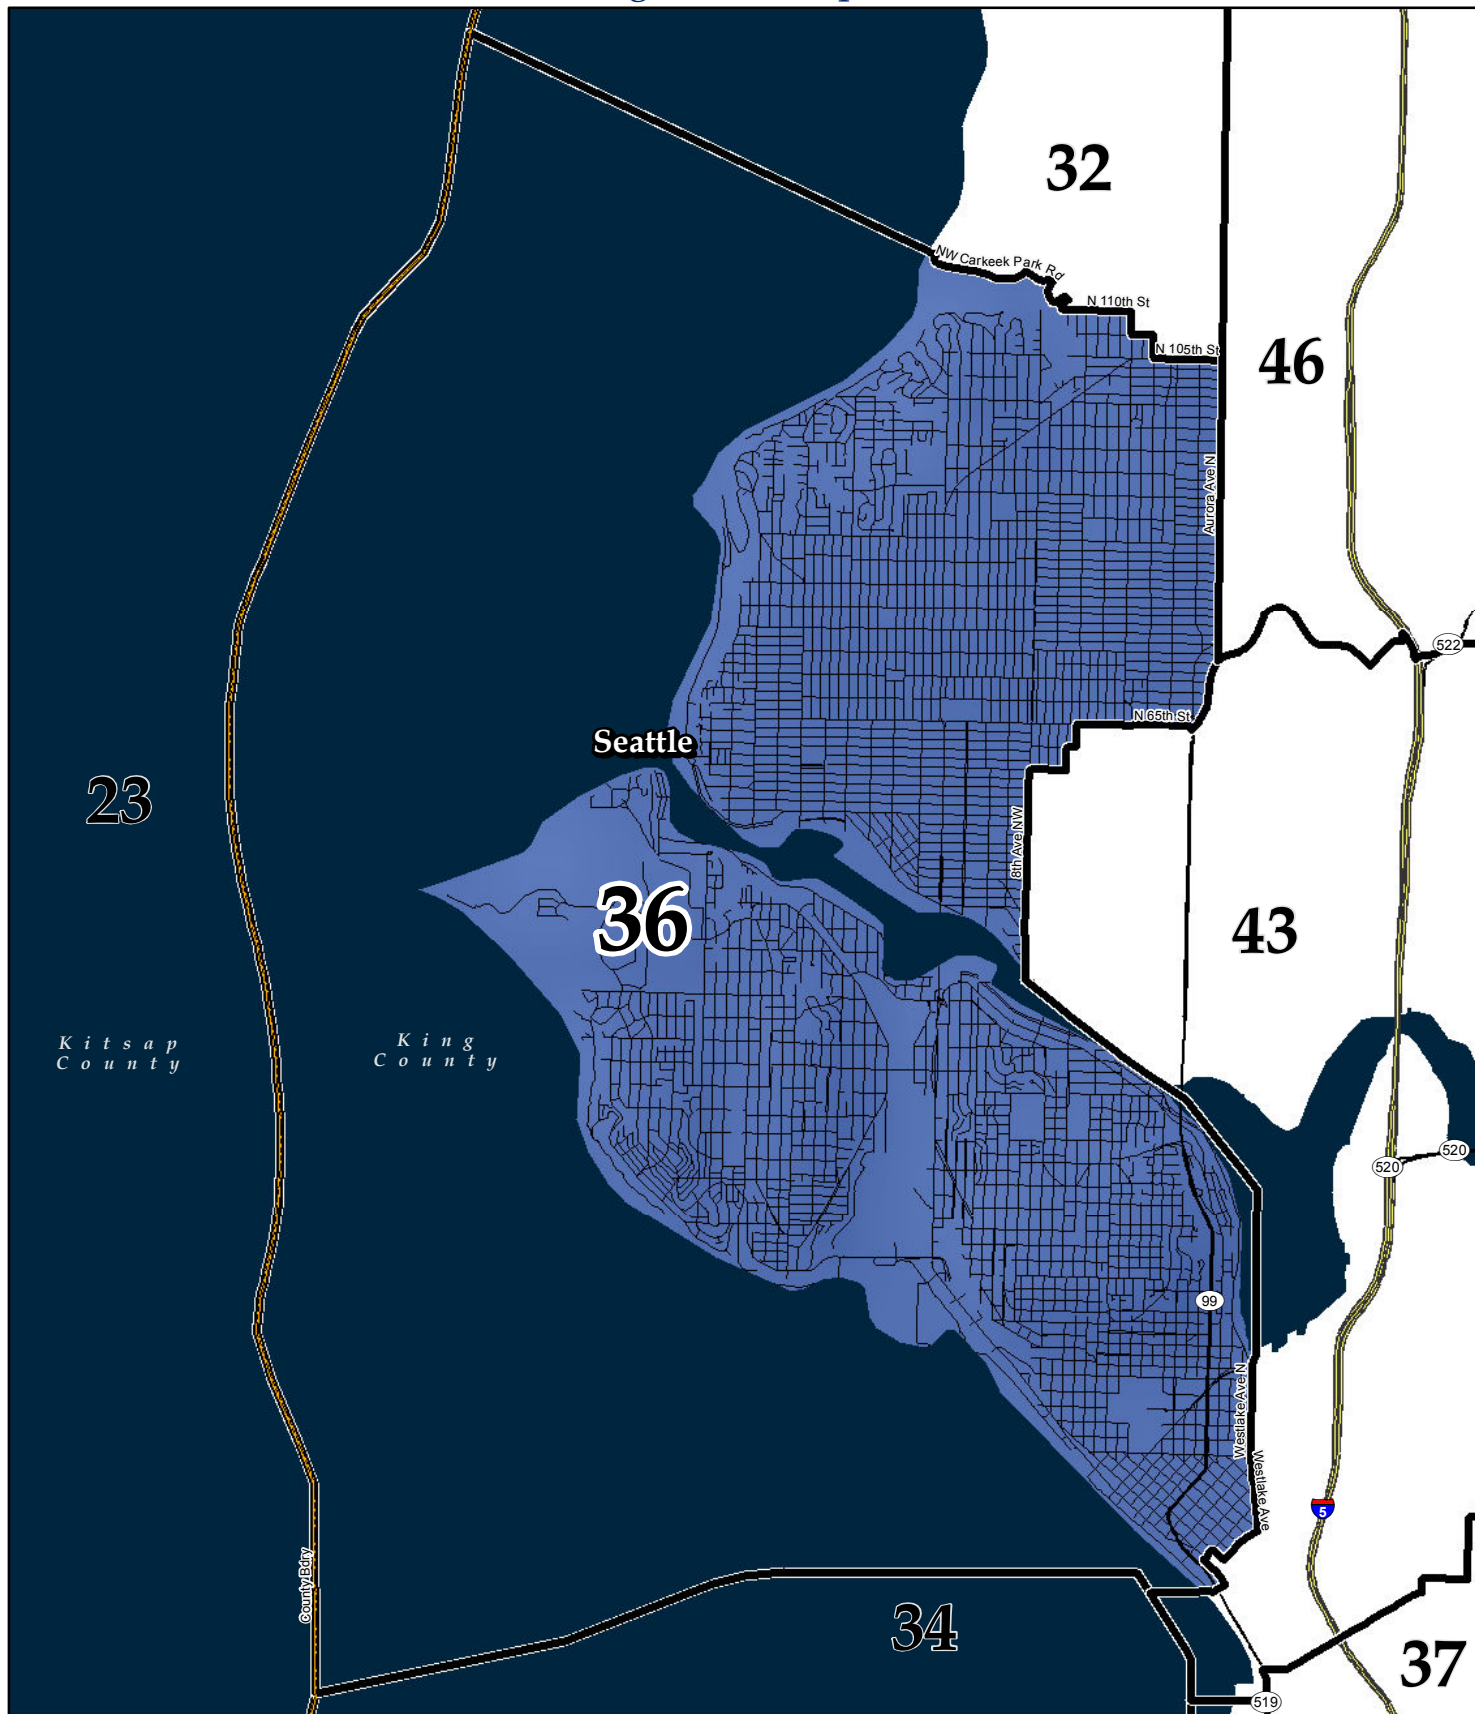 32
NW Carkeek Park Rd
N 110th St
N 105th St
46
Aurora Ave N
522
N 65th St
Seattle
23
8th Ave NW
36
43
Kitsap
County
King
County
520
520
99
Westlake Ave N
Westlake Ave
5
County Bdry
34
37
519